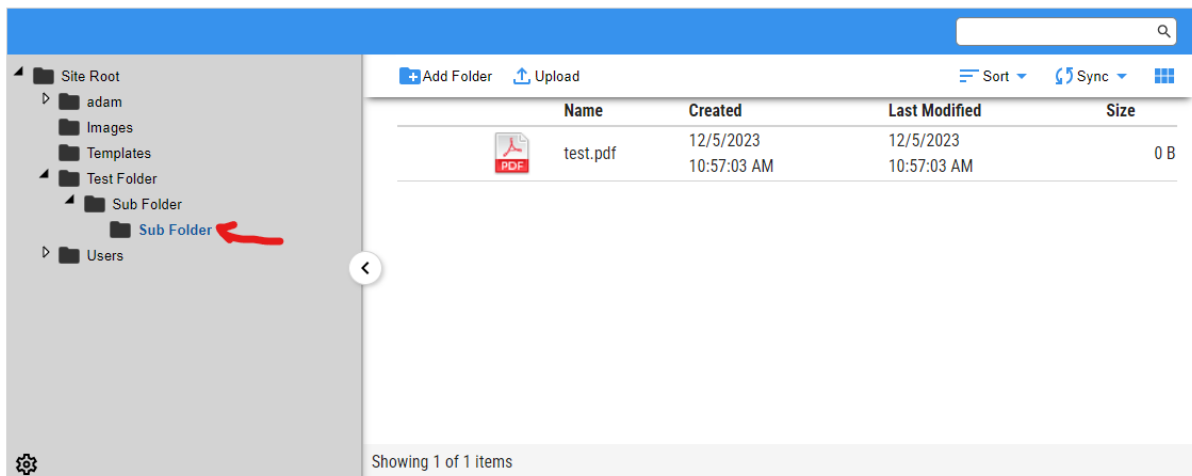 Site Root
adam
Images
Templates
Test Folder
Sub Folder
Sub Folder
Users
Add Folder Upload Sort Sync
Name Created Last Modified Size
PDF test.pdf 12/5/2023 10:57:03 AM 12/5/2023 10:57:03 AM 0 B
Showing 1 of 1 items